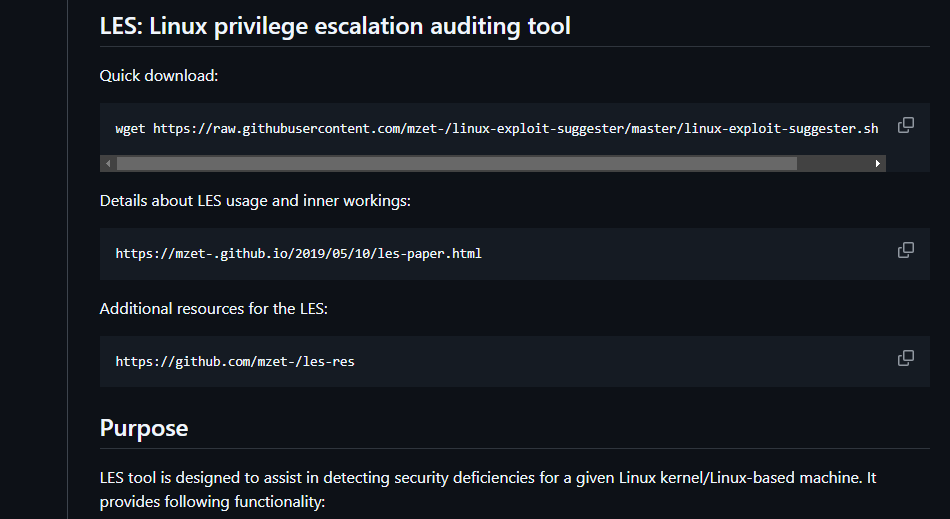 LES: Linux privilege escalation auditing tool
Quick download:
wget https://raw.githubusercontent.com/mzet-/linux-exploit-suggester/master/linux-exploit-suggester.sh
Details about LES usage and inner workings:
https://mzet-.github.io/2019/05/10/les-paper.html
Additional resources for the LES:
https://github.com/mzet-/les-res
Purpose
LES tool is designed to assist in detecting security deficiencies for a given Linux kernel/Linux-based machine. It
provides following functionality: